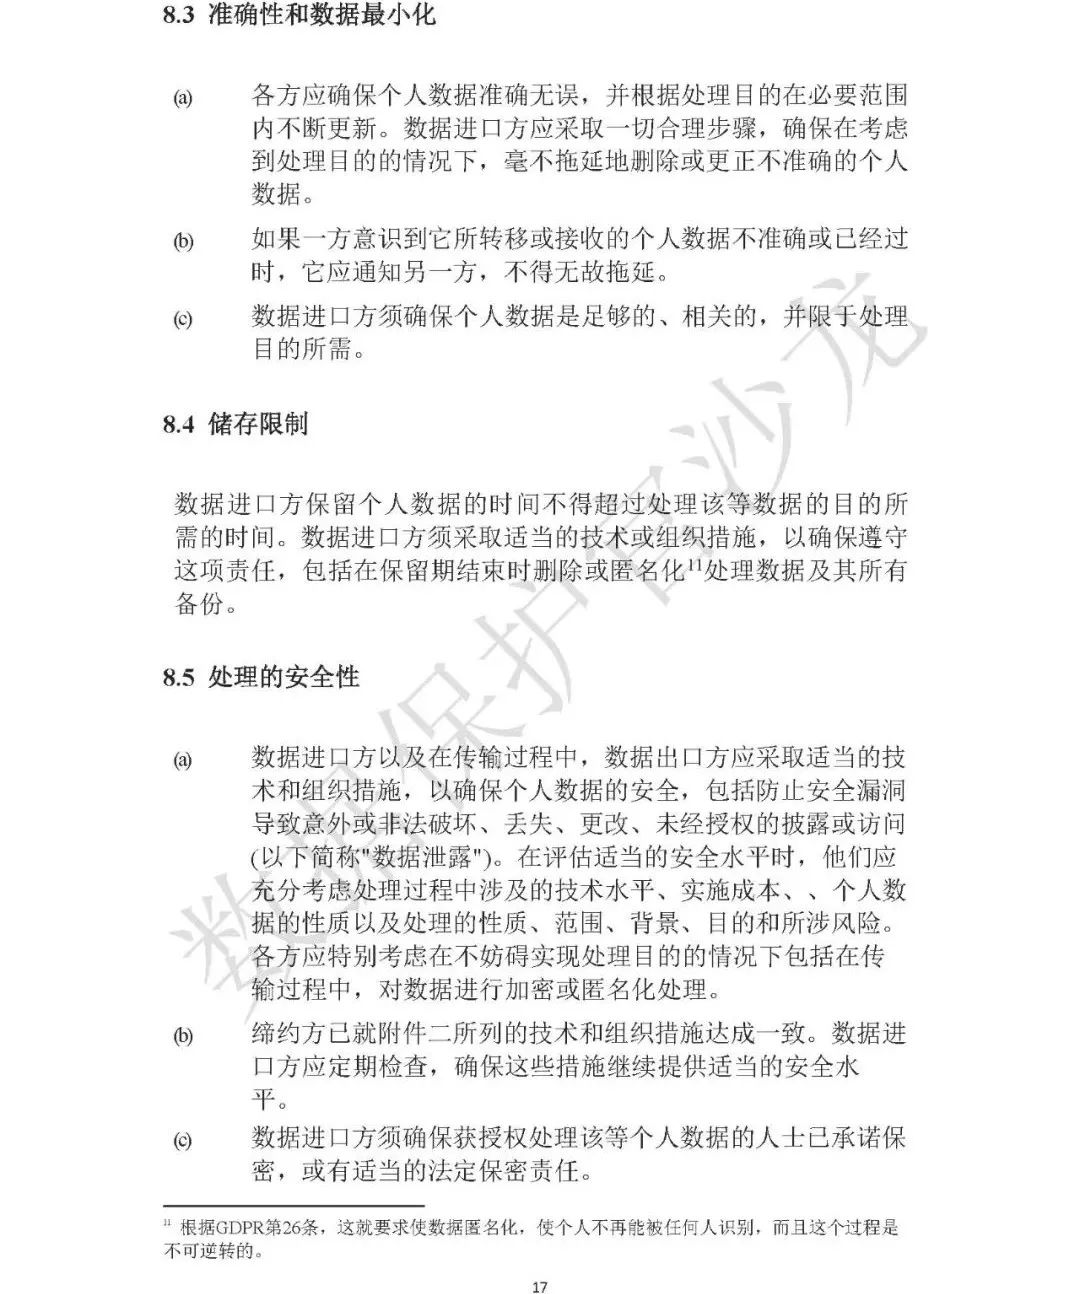 8.3 准确性和数据最小化
(a) 各方应确保个人数据准确无误，并根据处理目的在必要范围
内不断更新。数据进口方应采取一切合理步骤，确保在考虑
到处理目的的情况下，毫不拖延地删除或更正不准确的个人
数据。
(b) 如果一方意识到它所转移或接收的个人数据不准确或已经过
时，它应通知另一方，不得无故拖延。
(c) 数据进口方须确保个人数据是足够的、相关的，并限于处理
目的所需。
8.4 储存限制
数据进口方保留个人数据的时间不得超过处理该等数据的目的所
需的时间。数据进口方须采取适当的技术或组织措施，以确保遵守
这项责任，包括在保留期结束时删除或匿名化11处理数据及其所有
备份。
8.5 处理的安全性
(a) 数据进口方以及在传输过程中，数据出口方应采取适当的技
术和组织措施，以确保个人数据的安全，包括防止安全漏洞
导致意外或非法破坏、丢失、更改、未经授权的披露或访问
(以下简称"数据泄露")。在评估适当的安全水平时，他们应
充分考虑处理过程中涉及的技术水平、实施成本、、个人数
据的性质以及处理的性质、范围、背景、目的和所涉风险。
各方应特别考虑在不妨碍实现处理目的的情况下包括在传
输过程中，对数据进行加密或匿名化处理。
(b) 缔约方已就附件二所列的技术和组织措施达成一致。数据进
口方应定期检查，确保这些措施继续提供适当的安全水
平。
(c) 数据进口方须确保获授权处理该等个人数据的人士已承诺保
密，或有适当的法定保密责任。
11 根据GDPR第26条，这就要求使数据匿名化，使个人不再能被任何人识别，而且这个过程是
不可逆转的。
17
数据保护官沙龙